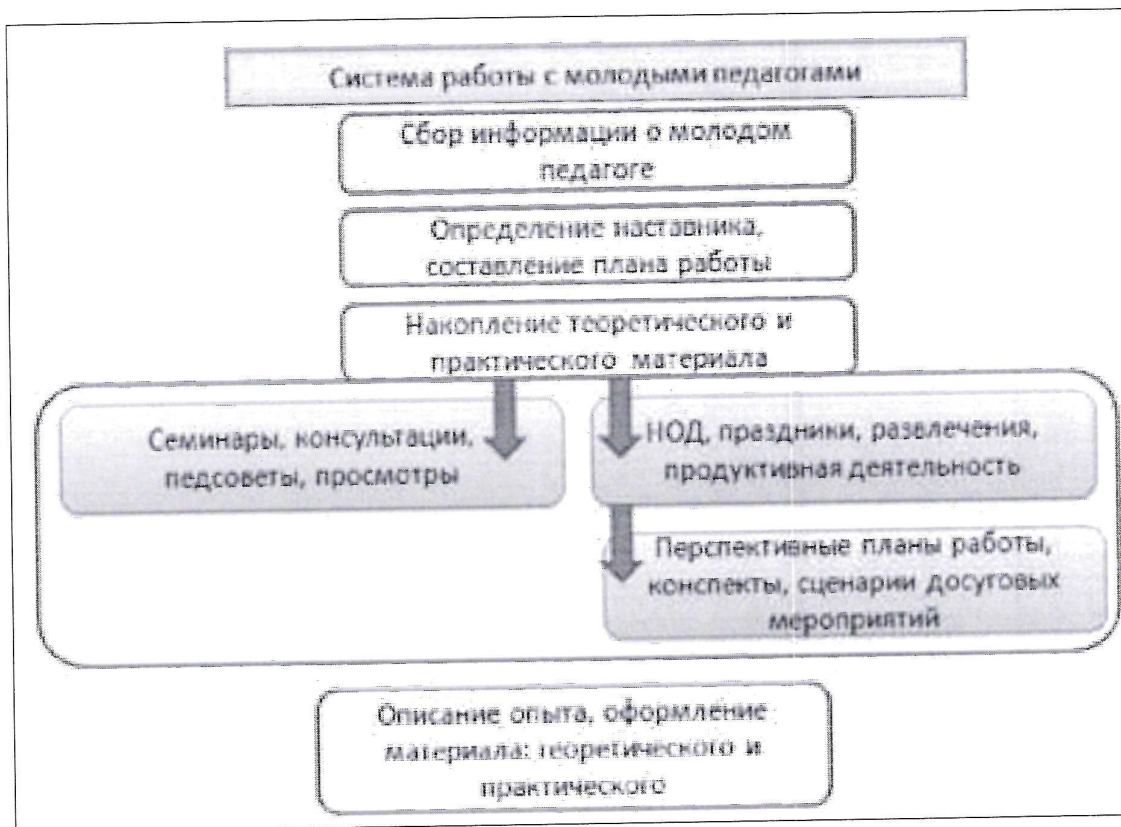 Система работы с молодыми педагогами
Сбор информации о молодом
педагоге
Определение наставника,
составление плана работы
Накопление теоретического и
практического материала
Семинары, консультации,
педсоветы, просмотры
НОД, праздники, развлечения,
продуктивная деятельность
Перспективные планы работы,
конспекты, сценарии досуговых
мероприятий
Описание опыта, оформление
материала: теоретического и
практического